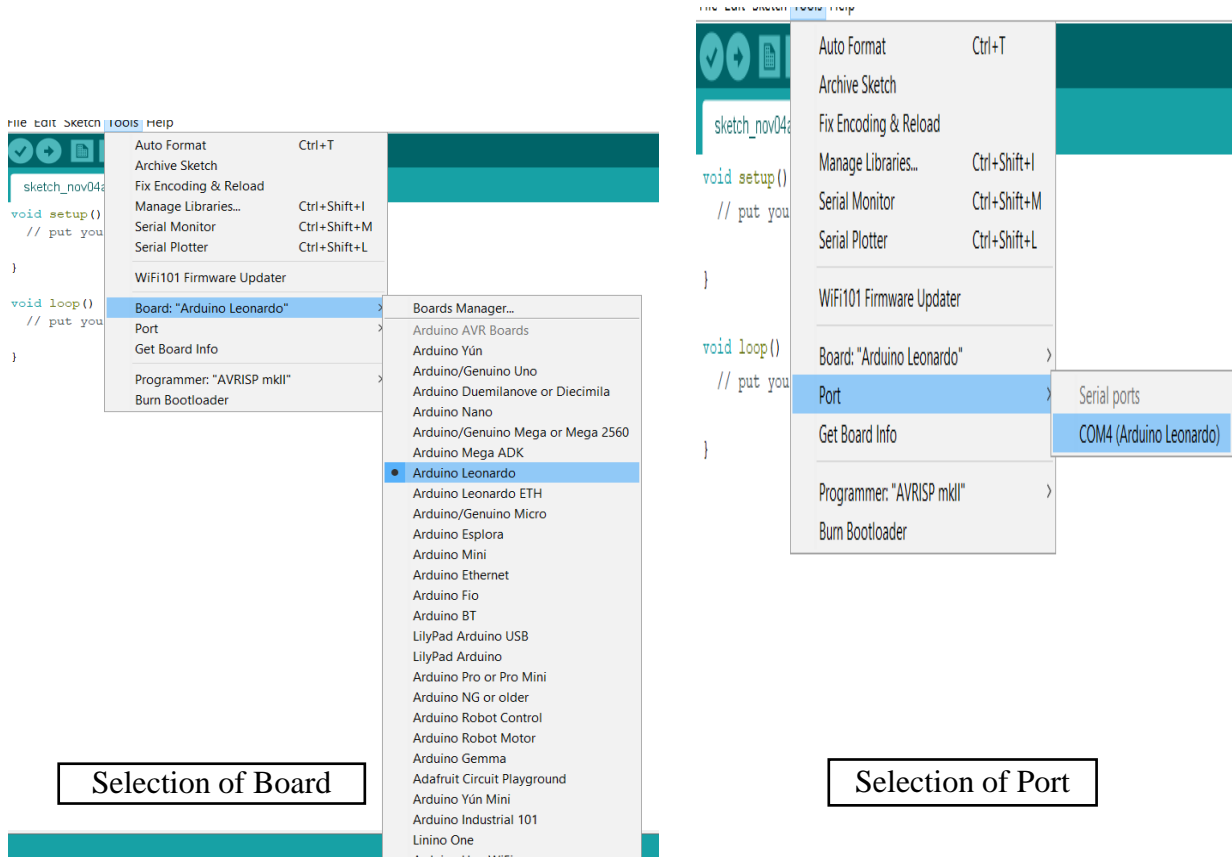 File Edit Sketch Tools Help
Auto Format Ctrl+T
Archive Sketch
Fix Encoding & Reload
Manage Libraries... Ctrl+Shift+I
Serial Monitor Ctrl+Shift+M
Serial Plotter Ctrl+Shift+L
WiFi101 Firmware Updater
Board: "Arduino Leonardo"
Port
Get Board Info
Programmer: "AVRISP mkII"
Burn Bootloader
sketch_nov04a
void setup()
// put you
}
void loop()
// put you
}
Boards Manager...
Arduino AVR Boards
Arduino Yún
Arduino/Genuino Uno
Arduino Duemilanove or Diecimila
Arduino Nano
Arduino/Genuino Mega or Mega 2560
Arduino Mega ADK
Arduino Leonardo
Arduino Leonardo ETH
Arduino/Genuino Micro
Arduino Esplora
Arduino Mini
Arduino Ethernet
Arduino Fio
Arduino BT
LilyPad Arduino USB
LilyPad Arduino
Arduino Pro or Pro Mini
Arduino NG or older
Arduino Robot Control
Arduino Robot Motor
Arduino Gemma
Adafruit Circuit Playground
Arduino Yún Mini
Arduino Industrial 101
Linino One
Selection of Board
File Edit Sketch Tools Help
Auto Format Ctrl+T
Archive Sketch
Fix Encoding & Reload
Manage Libraries... Ctrl+Shift+I
Serial Monitor Ctrl+Shift+M
Serial Plotter Ctrl+Shift+L
WiFi101 Firmware Updater
Board: "Arduino Leonardo"
Port
Get Board Info
Programmer: "AVRISP mkII"
Burn Bootloader
sketch_nov04a
void setup()
// put you
}
void loop()
// put you
}
Serial ports
COM4 (Arduino Leonardo)
Selection of Port